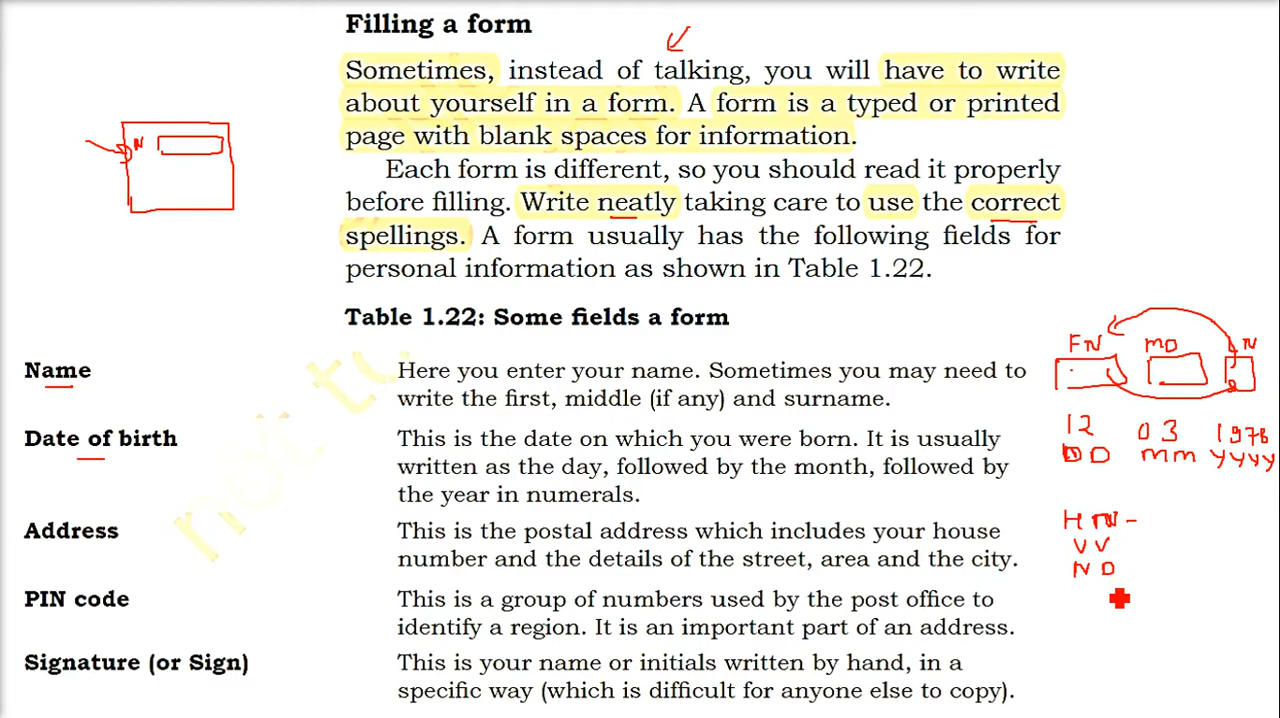 Filling a form
Sometimes, instead of talking, you will have to write
about yourself in a form. A form is a typed or printed
page with blank spaces for information.
N
Each form is different, so you should read it properly
before filling. Write neatly taking care to use the correct
spellings. A form usually has the following fields for
personal information as shown in Table 1.22.
Table 1.22: Some fields a form
FN MD N
Name
Here you enter your name. Sometimes you may need to
write the first, middle (if any) and surname.
12 03 1978
DD mm yyyy
Date of birth
This is the date on which you were born. It is usually
written as the day, followed by the month, followed by
the year in numerals.
Address
This is the postal address which includes your house
number and the details of the street, area and the city.
H N -
V V
N D
PIN code
This is a group of numbers used by the post office to
identify a region. It is an important part of an address.
Signature (or Sign)
This is your name or initials written by hand, in a
specific way (which is difficult for anyone else to copy).